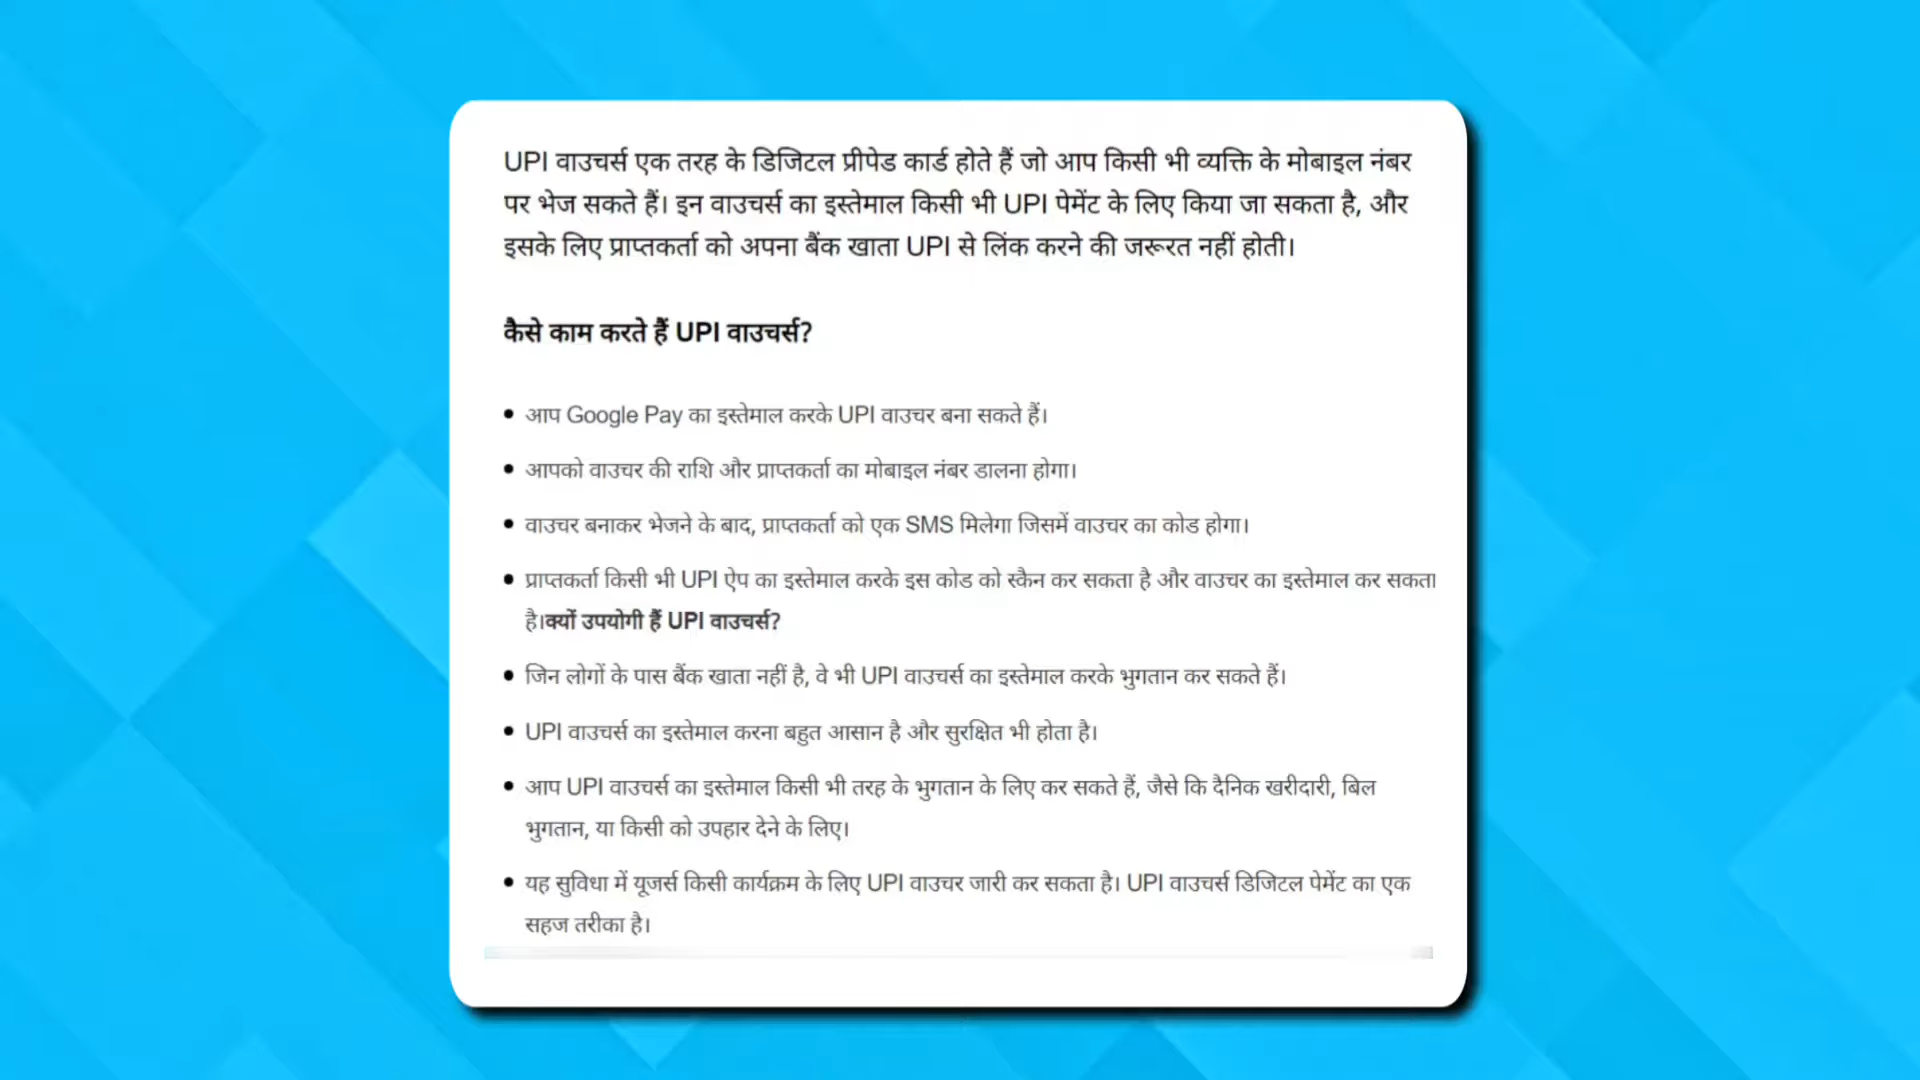 UPI वाउचर्स एक तरह के डिजिटल प्रीपेड कार्ड होते हैं जो आप किसी भी व्यक्ति के मोबाइल नंबर
पर भेज सकते हैं। इन वाउचर्स का इस्तेमाल किसी भी UPI पेमेंट के लिए किया जा सकता है, और
इसके लिए प्राप्तकर्ता को अपना बैंक खाता UPI से लिंक करने की जरूरत नहीं होती।
कैसे काम करते हैं UPI वाउचर्स?
• आप Google Pay का इस्तेमाल करके UPI वाउचर बना सकते हैं।
• आपको वाउचर की राशि और प्राप्तकर्ता का मोबाइल नंबर डालना होगा।
• वाउचर बनाकर भेजने के बाद, प्राप्तकर्ता को एक SMS मिलेगा जिसमें वाउचर का कोड होगा।
• प्राप्तकर्ता किसी भी UPI ऐप का इस्तेमाल करके इस कोड को स्कैन कर सकता है और वाउचर का इस्तेमाल कर सकता
है।क्यों उपयोगी हैं UPI वाउचर्स?
• जिन लोगों के पास बैंक खाता नहीं है, वे भी UPI वाउचर्स का इस्तेमाल करके भुगतान कर सकते हैं।
• UPI वाउचर्स का इस्तेमाल करना बहुत आसान है और सुरक्षित भी होता है।
• आप UPI वाउचर्स का इस्तेमाल किसी भी तरह के भुगतान के लिए कर सकते हैं, जैसे कि दैनिक खरीदारी, बिल
भुगतान, या किसी को उपहार देने के लिए।
• यह सुविधा में यूजर्स किसी कार्यक्रम के लिए UPI वाउचर जारी कर सकता है। UPI वाउचर्स डिजिटल पेमेंट का एक
सहज तरीका है।